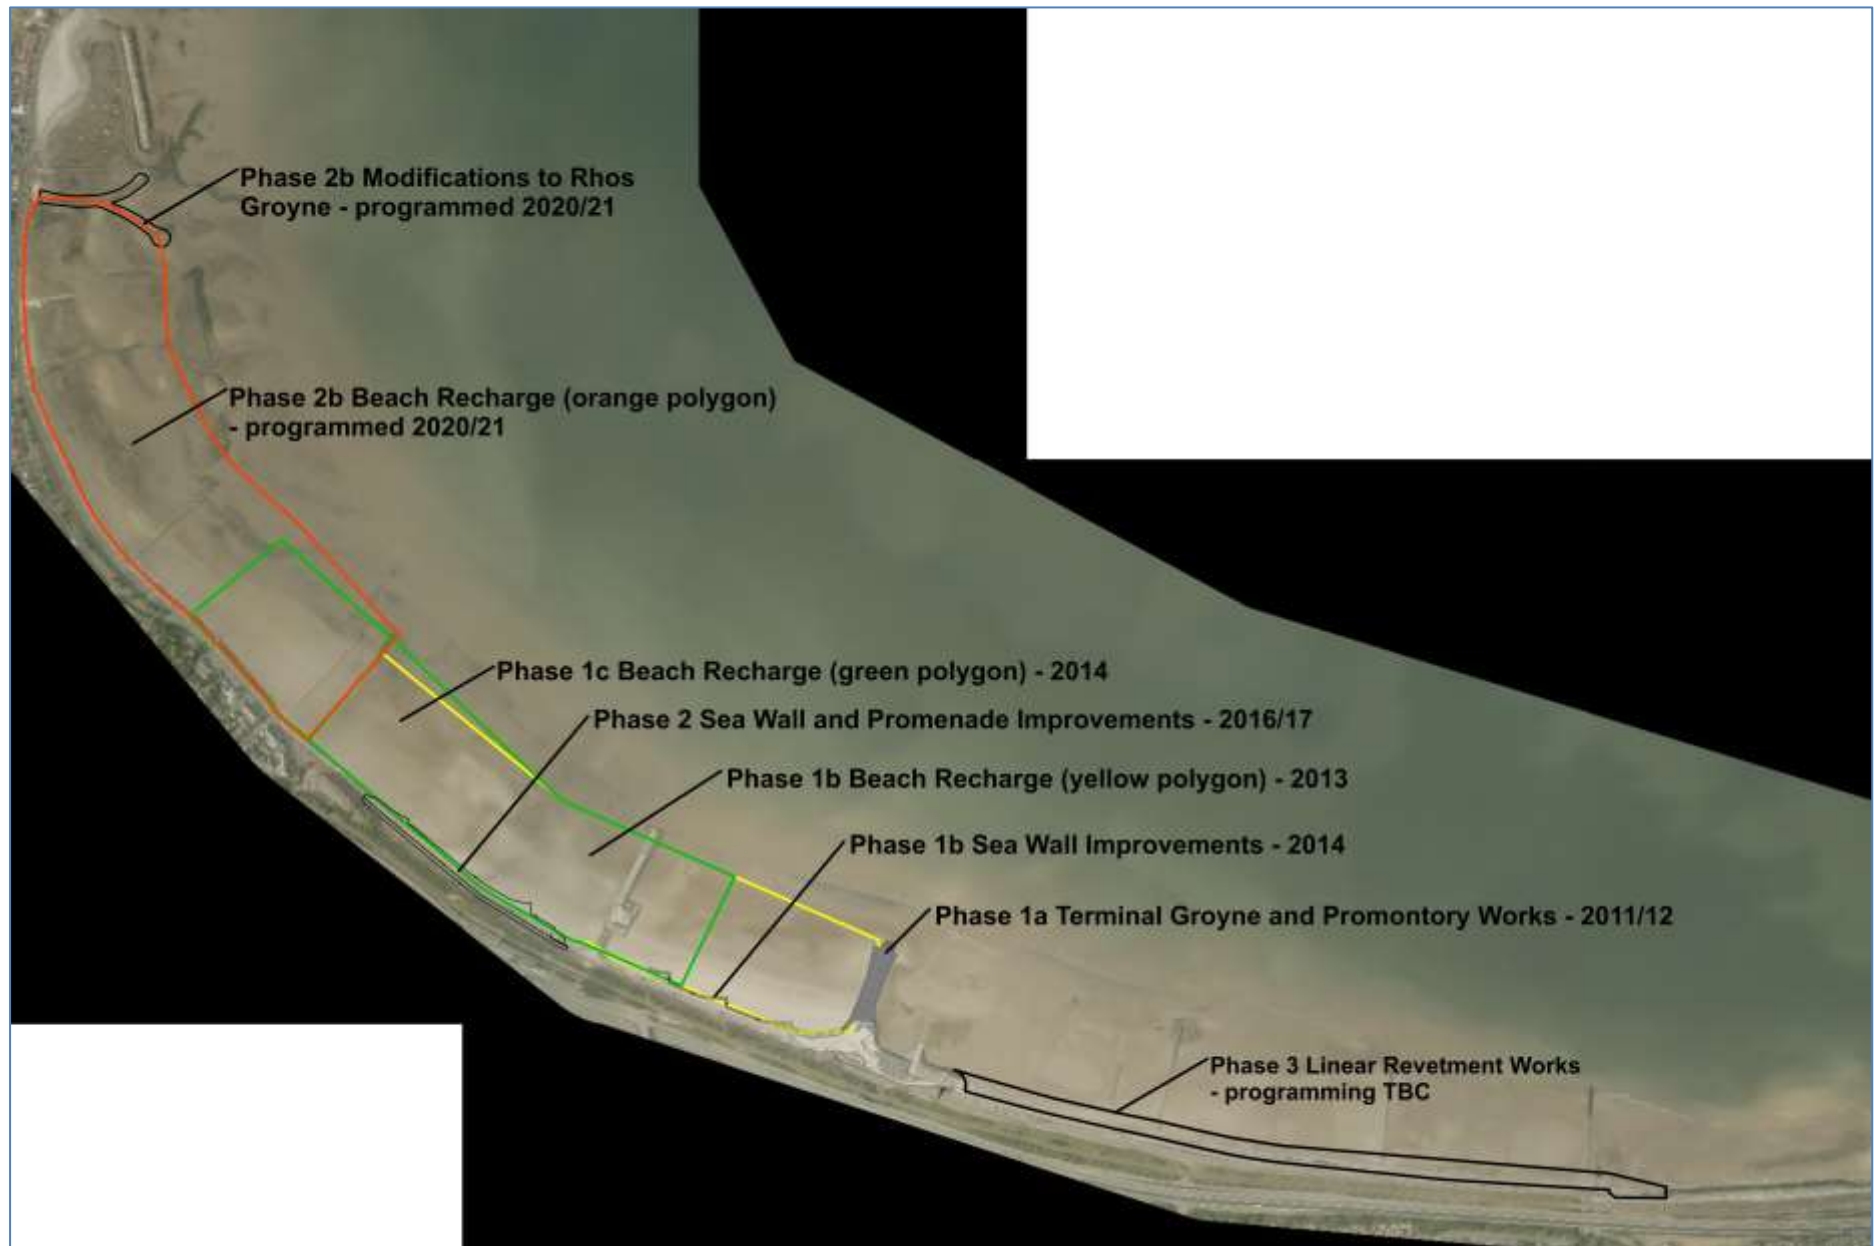 Phase 2b Modifications to Rhos
Groyne - programmed 2020/21
Phase 2b Beach Recharge (orange polygon)
- programmed 2020/21
Phase 1c Beach Recharge (green polygon) - 2014
Phase 2 Sea Wall and Promenade Improvements - 2016/17
Phase 1b Beach Recharge (yellow polygon) - 2013
Phase 1b Sea Wall Improvements - 2014
Phase 1a Terminal Groyne and Promontory Works - 2011/12
Phase 3 Linear Revetment Works
- programming TBC